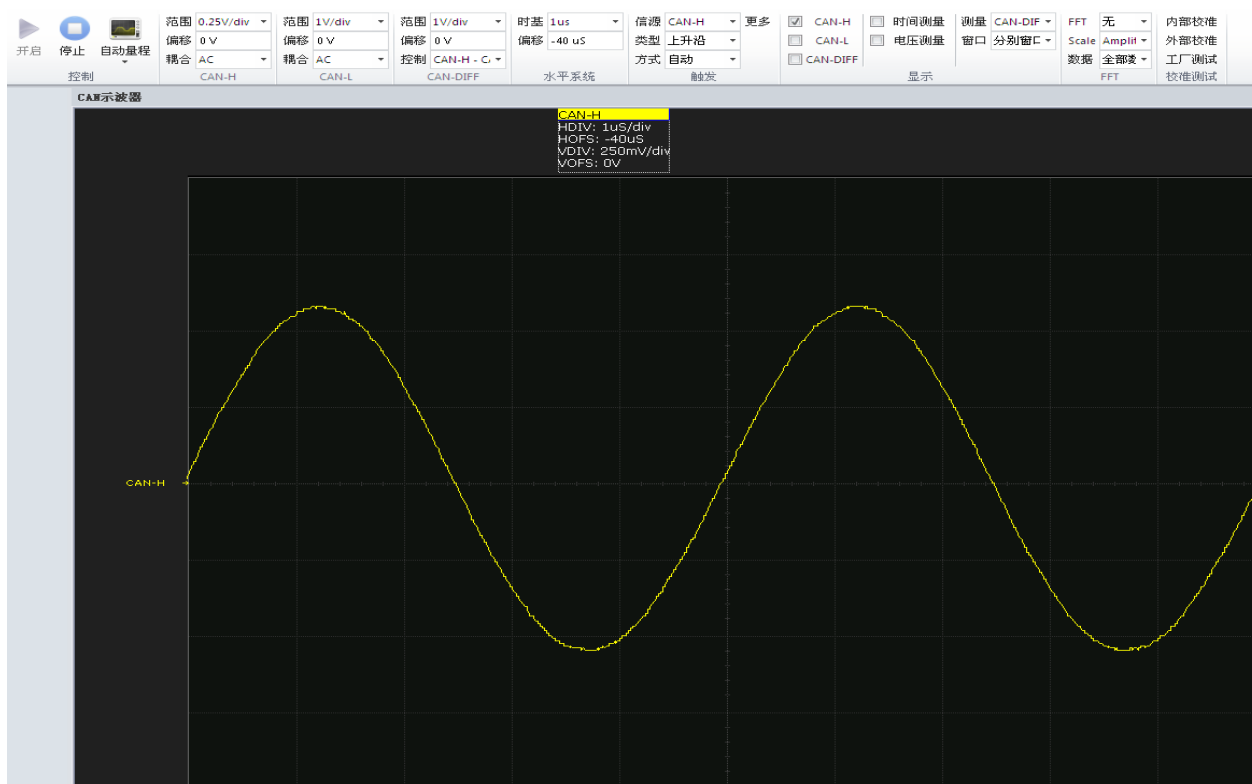 范围 0.25V/div 范围 1V/div 范围 1V/div 时基 1us 信源 CAN-H 更多 CAN-H 时间测量 测量 CAN-DIF FFT 无 内部校准
开启 停止 自动量程 偏移 0 V 偏移 0 V 偏移 0 V 偏移 -40 uS 类型 上升沿 CAN-L 电压测量 窗口 分别窗口 Scale Amplit 外部校准
耦合 AC 耦合 AC 控制 CAN-H - C 方式 自动 CAN-DIFF 数据 全部数 工厂测试
控制 CAN-H CAN-L CAN-DIFF 水平系统 触发 显示 FFT 校准测试
CAN示波器
CAN-H
HDIV: 1uS/div
HOFS: -40uS
VDIV: 250mV/div
VOFS: 0V
CAN-H